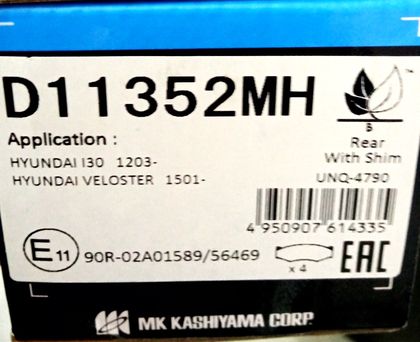 D11352MH
B
Rear
With Shim
Application :
HYUNDAI I30 1203-
HYUNDAI VELOSTER 1501-
UNQ-4790
4 950907 614335
E11 90R-02A01589/56469
x 4
EAC
MK KASHIYAMA CORP.